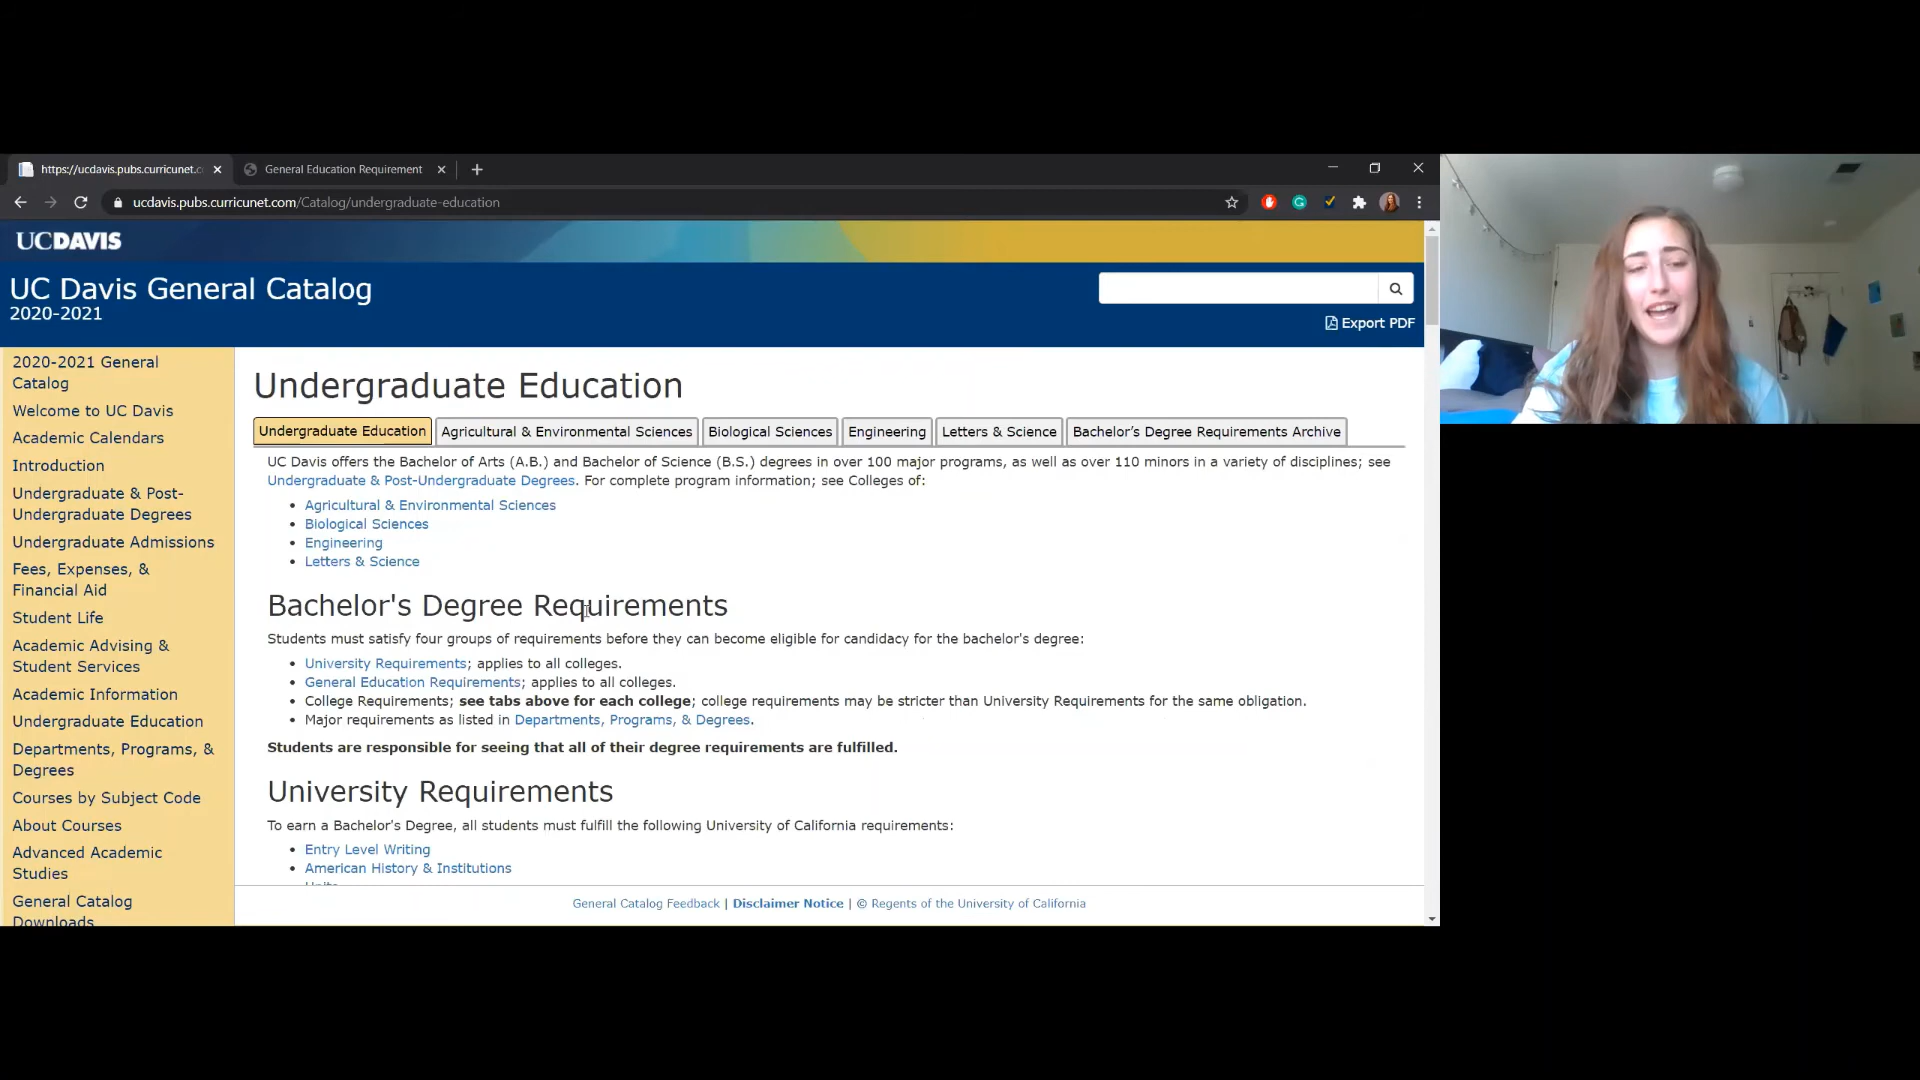 https://ucdavis.pubs.curricunet.c
General Education Requirement
ucdavis.pubs.curricunet.com/Catalog/undergraduate-education
UCDAVIS
UC Davis General Catalog
2020-2021
Export PDF
2020-2021 General
Catalog
Welcome to UC Davis
Academic Calendars
Introduction
Undergraduate & Post-
Undergraduate Degrees
Undergraduate Admissions
Fees, Expenses, &
Financial Aid
Student Life
Academic Advising &
Student Services
Academic Information
Undergraduate Education
Departments, Programs, &
Degrees
Courses by Subject Code
About Courses
Advanced Academic
Studies
General Catalog
Downloads
Undergraduate Education
Undergraduate Education Agricultural & Environmental Sciences Biological Sciences Engineering Letters & Science Bachelor's Degree Requirements Archive
UC Davis offers the Bachelor of Arts (A.B.) and Bachelor of Science (B.S.) degrees in over 100 major programs, as well as over 110 minors in a variety of disciplines; see
Undergraduate & Post-Undergraduate Degrees. For complete program information; see Colleges of:
• Agricultural & Environmental Sciences
• Biological Sciences
• Engineering
• Letters & Science
Bachelor's Degree Requirements
Students must satisfy four groups of requirements before they can become eligible for candidacy for the bachelor's degree:
• University Requirements; applies to all colleges.
• General Education Requirements; applies to all colleges.
• College Requirements; see tabs above for each college; college requirements may be stricter than University Requirements for the same obligation.
• Major requirements as listed in Departments, Programs, & Degrees.
Students are responsible for seeing that all of their degree requirements are fulfilled.
University Requirements
To earn a Bachelor's Degree, all students must fulfill the following University of California requirements:
• Entry Level Writing
• American History & Institutions
General Catalog Feedback | Disclaimer Notice | © Regents of the University of California